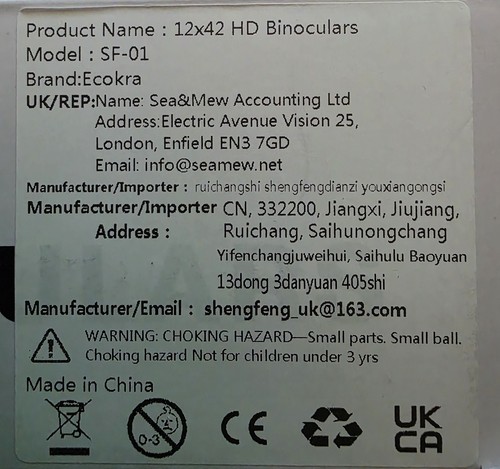 Product Name : 12x42 HD Binoculars
Model : SF-01
Brand:Ecokra
UK/REP:Name: Sea&Mew Accounting Ltd
Address:Electric Avenue Vision 25,
London, Enfield EN3 7GD
Email: info@seamew.net
Manufacturer/Importer : ruichangshi shengfengdianzi youxiangongsi
Manufacturer/Importer CN, 332200, Jiangxi, Jiujiang,
Address : Ruichang, Saihunongchang
Yifenchangjuweihui, Saihulu Baoyuan
13dong 3danyuan 405shi
Manufacturer/Email : shengfeng_uk@163.com
WARNING: CHOKING HAZARD—Small parts. Small ball.
Choking hazard Not for children under 3 yrs
Made in China
0-3
CE
UK
CA